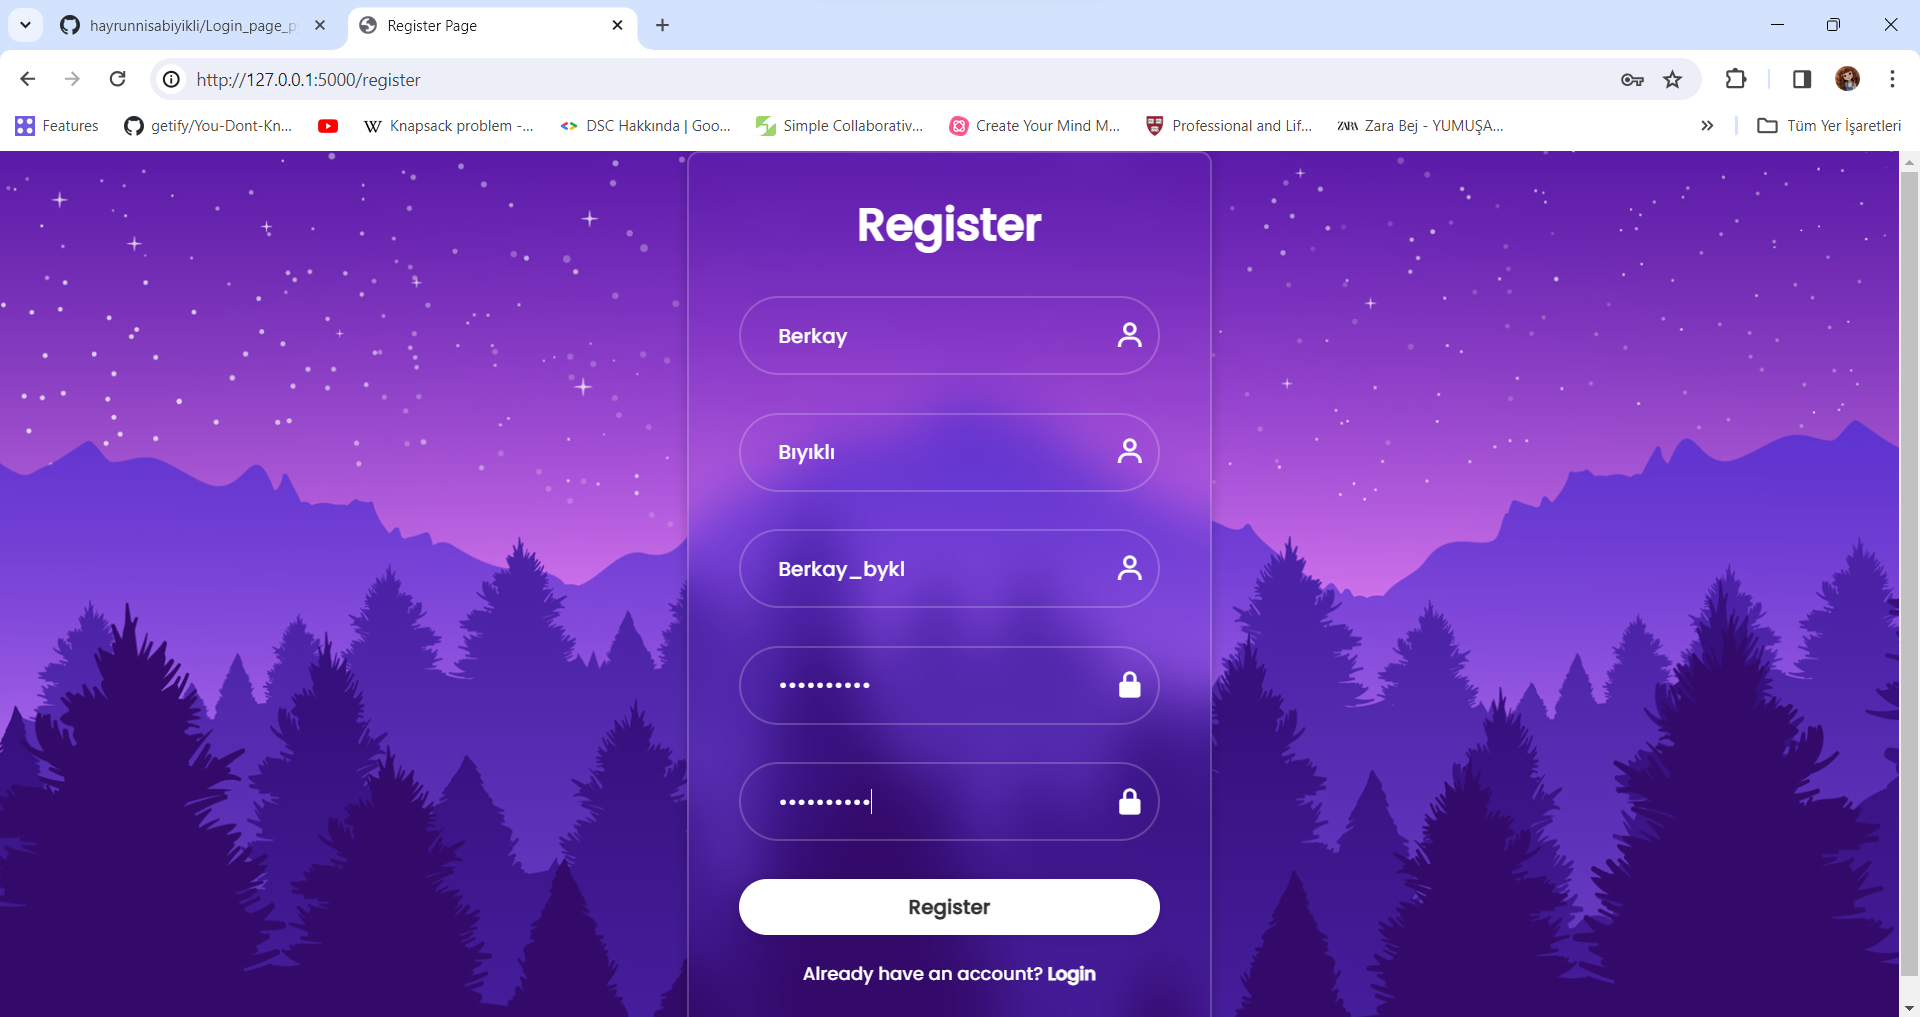 hayrunnisabiyikli/Login_page_p
Register Page
http://127.0.0.1:5000/register
Features
getify/You-Dont-Kn...
Knapsack problem -...
DSC Hakkında | Goo...
Simple Collaborativ...
Create Your Mind M...
Professional and Lif...
ZARA Zara Bej - YUMUŞA...
Tüm Yer İşaretleri
Register
Berkay
Bıyıklı
Berkay_bykl
••••••••••
••••••••••
Register
Already have an account? Login